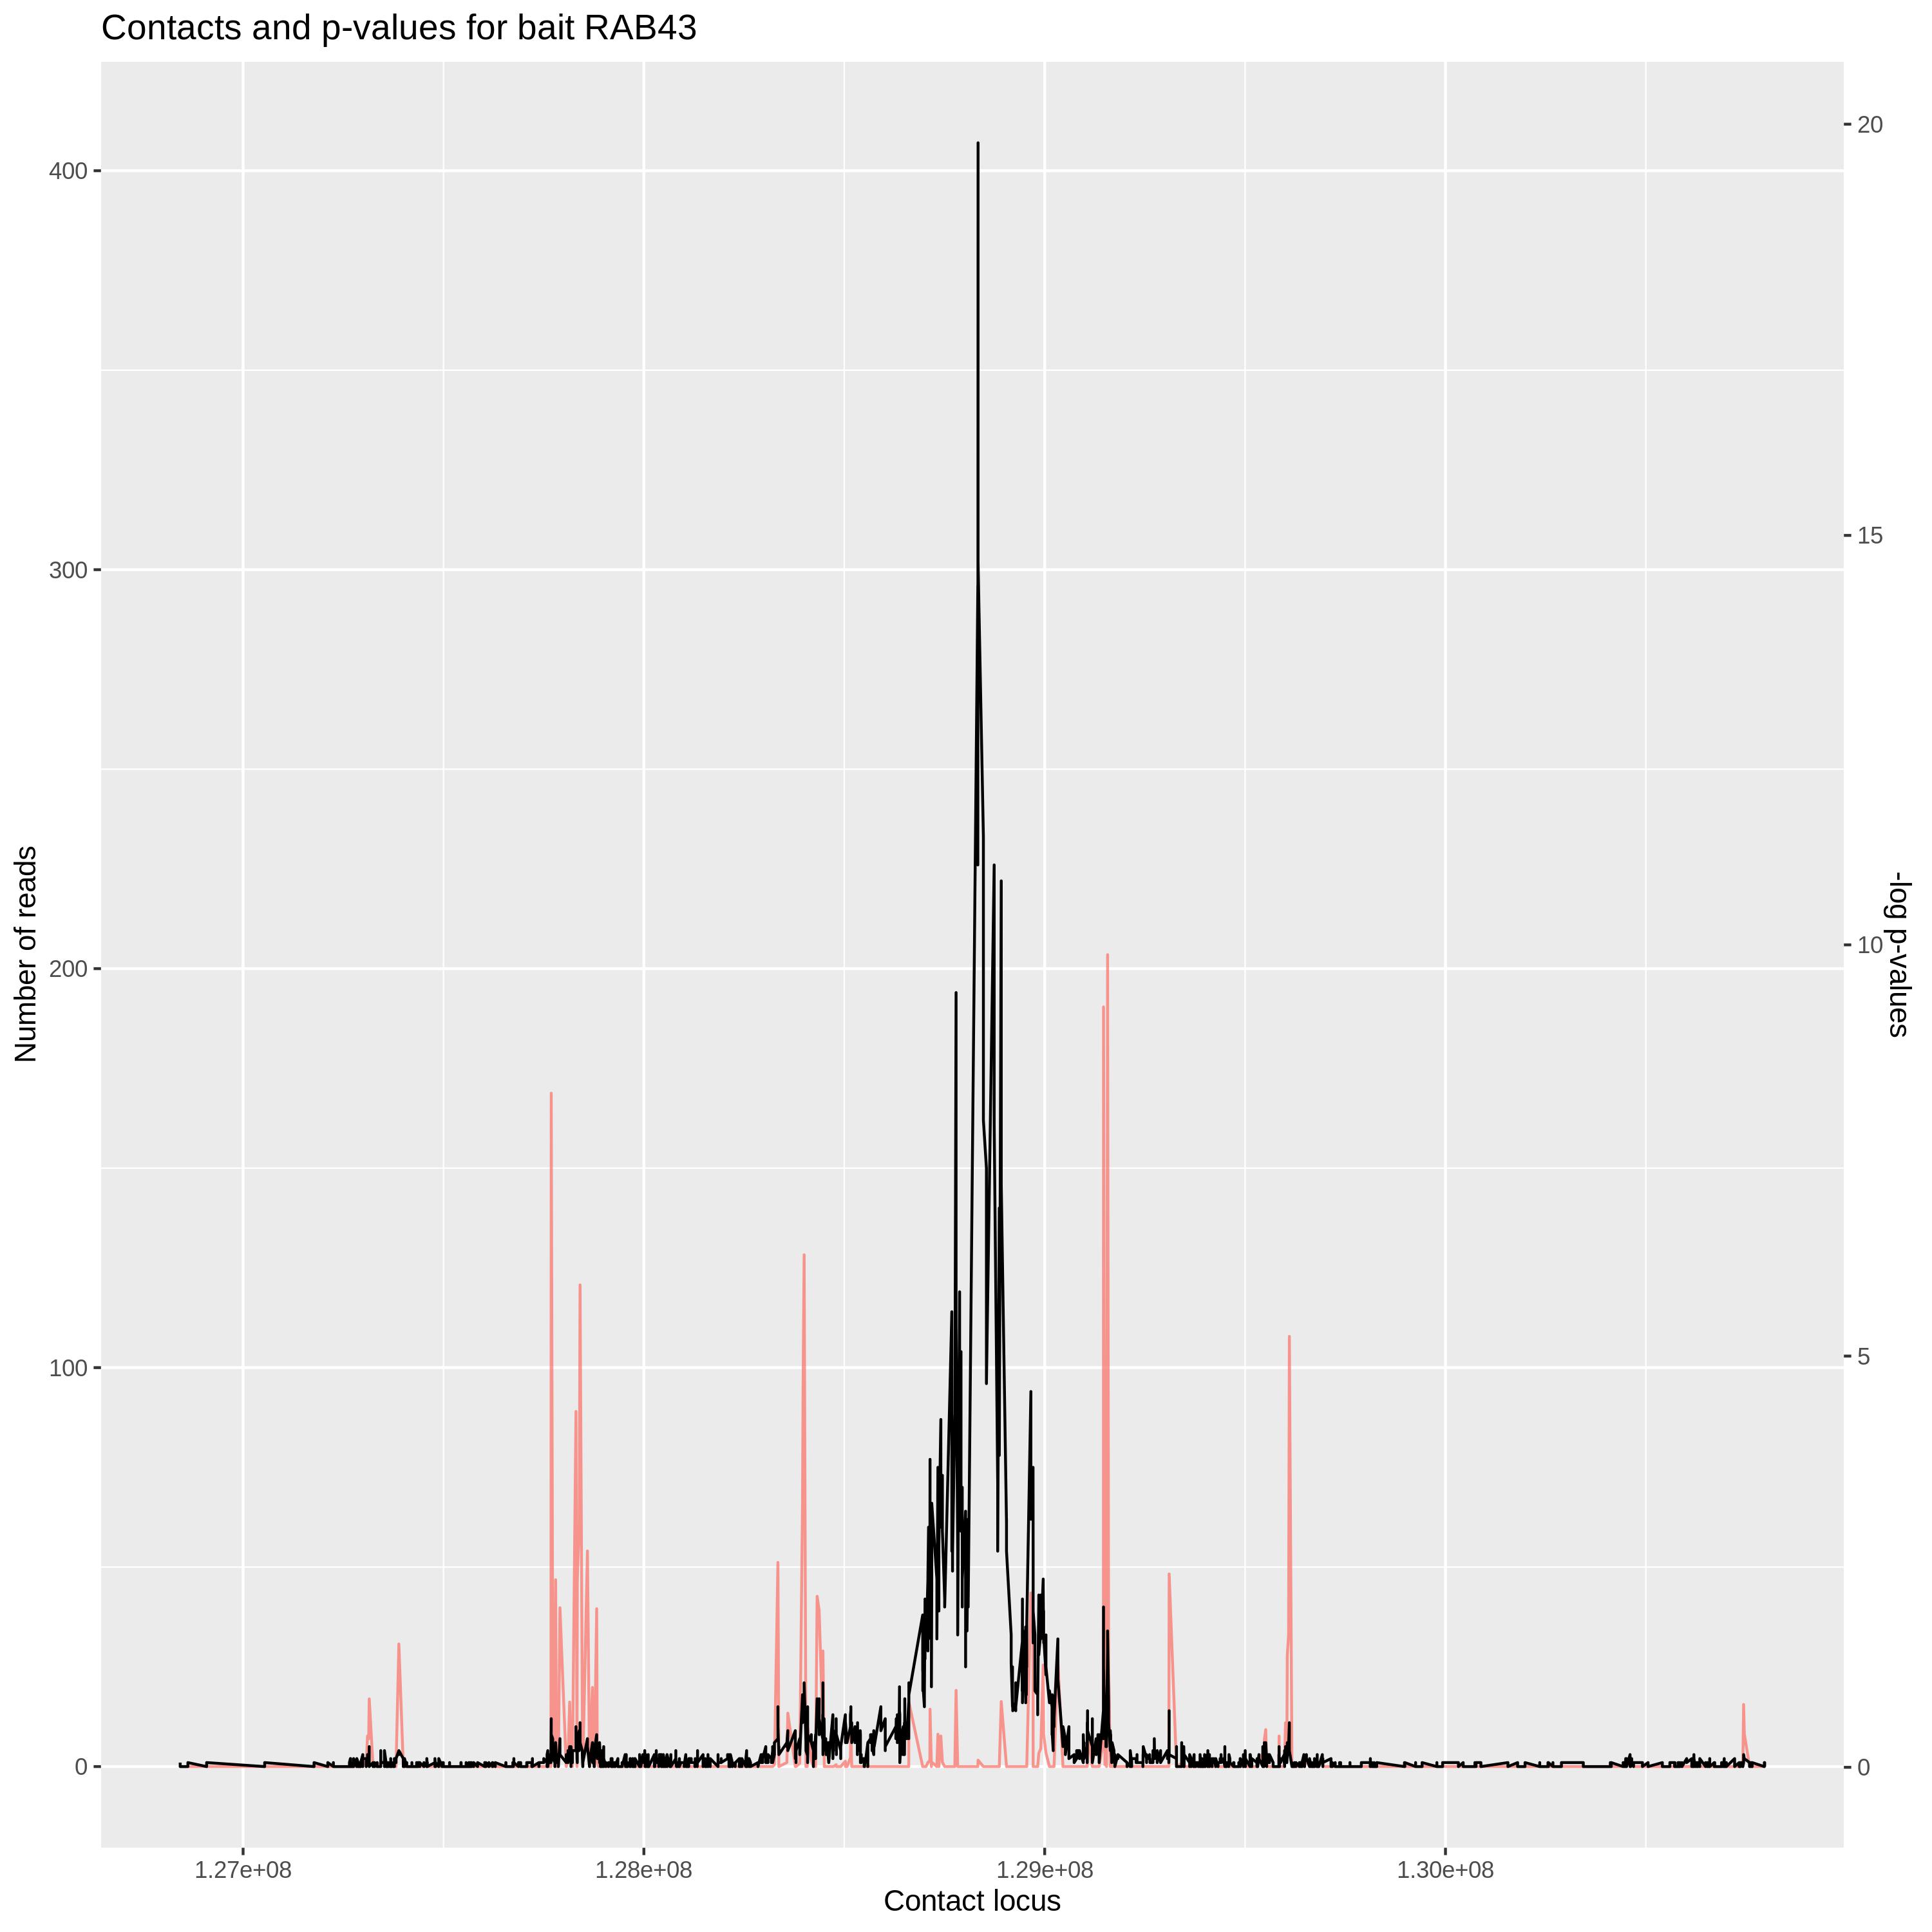 Contacts and p-values for bait RAB43
400
300
200
100
0
Number of reads
20
15
10
5
0
-log p-values
1.27e+08
1.28e+08
1.29e+08
1.30e+08
Contact locus